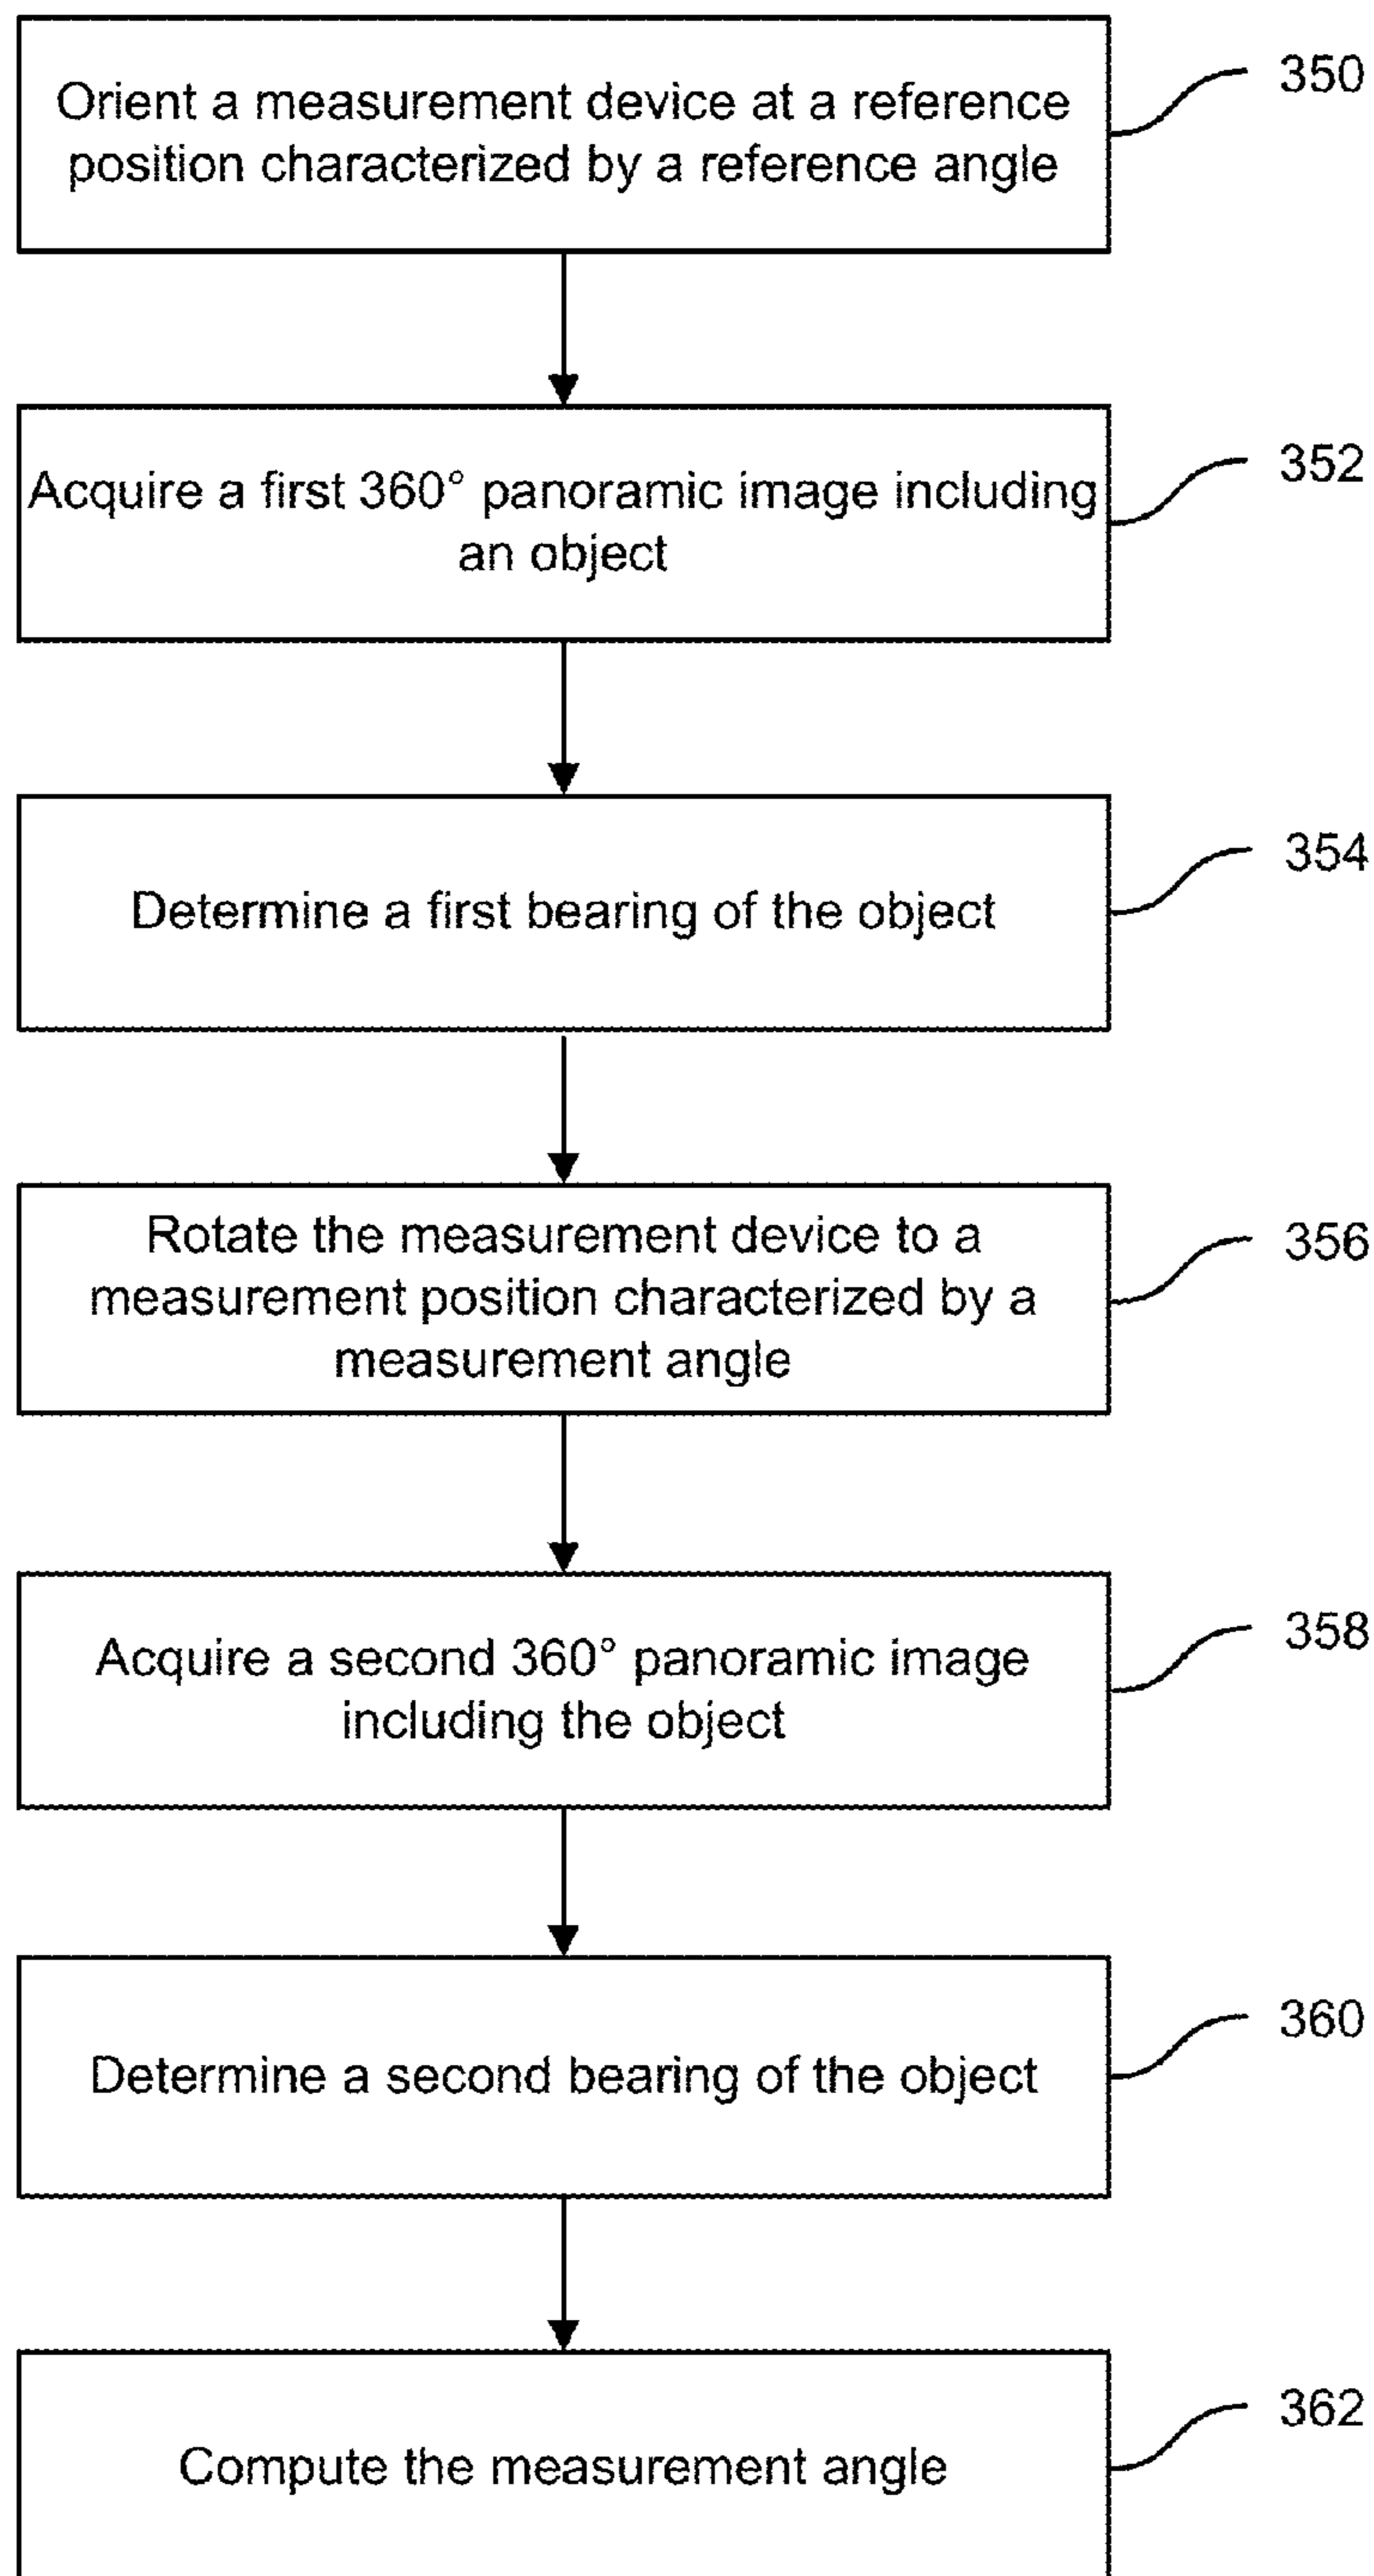 Orient a measurement device at a reference
position characterized by a reference angle
350
Acquire a first 360° panoramic image including
an object
352
Determine a first bearing of the object
354
Rotate the measurement device to a
measurement position characterized by a
measurement angle
356
Acquire a second 360° panoramic image
including the object
358
Determine a second bearing of the object
360
Compute the measurement angle
362